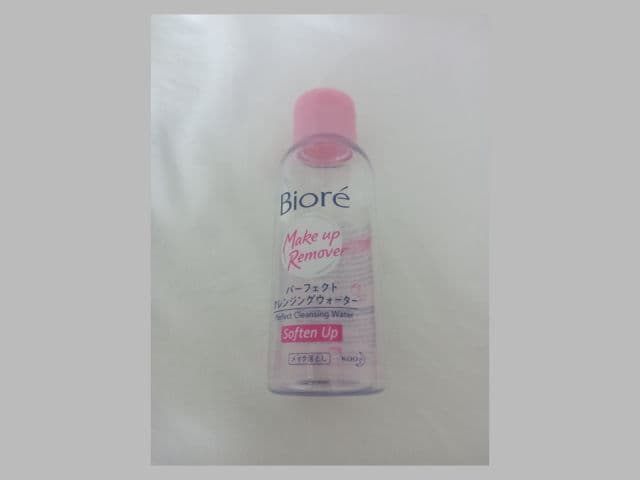 Bioré
Make up
Remover
パーフェクト
クレンジングウォーター
Perfect Cleansing Water
Soften Up
メイク落とし Kao